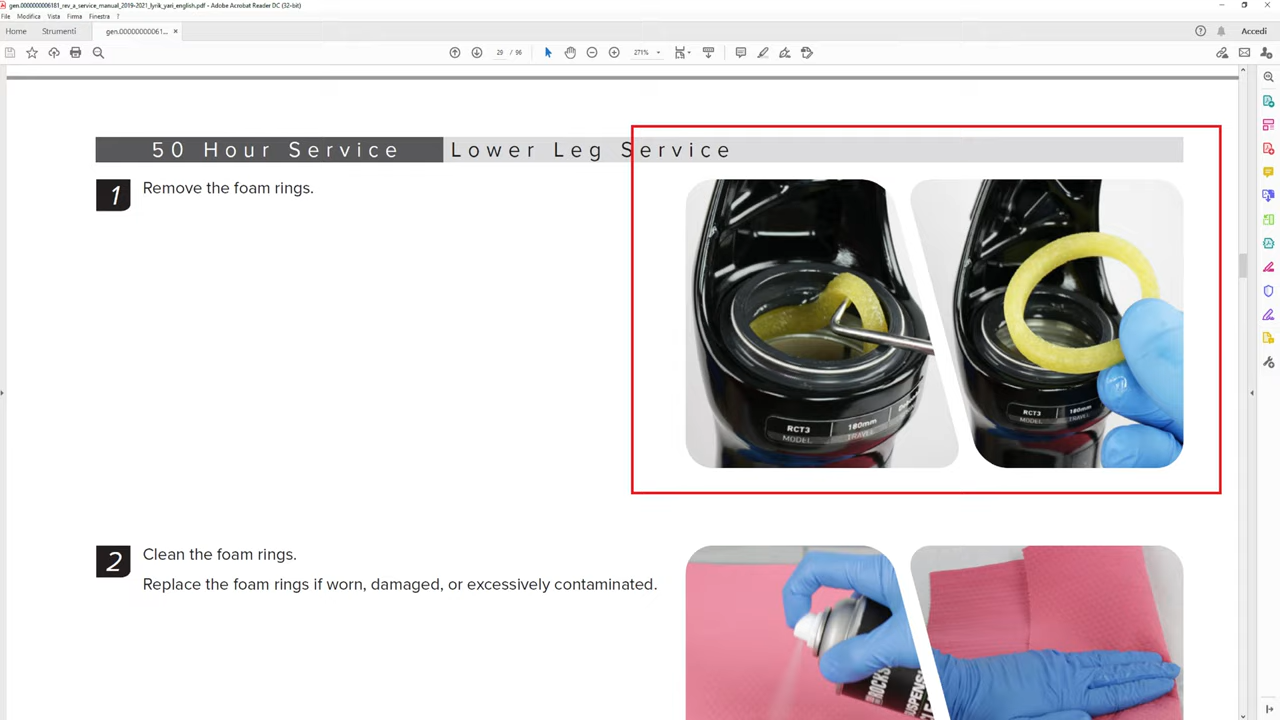 gen.0000000006181_rev_a_service_manual_2019-2021_lyrik_yari_english.pdf - Adobe Acrobat Reader DC (32-bit)
File Modifica Vista Firma Finestra ?
Home Strumenti gen.00000000061... × Accedi
29 / 96 271%
50 Hour Service Lower Leg Service
1 Remove the foam rings.
RCT3 MODEL 180mm TRAVEL
RCT3 MODEL 180mm TRAVEL
2 Clean the foam rings.
Replace the foam rings if worn, damaged, or excessively contaminated.